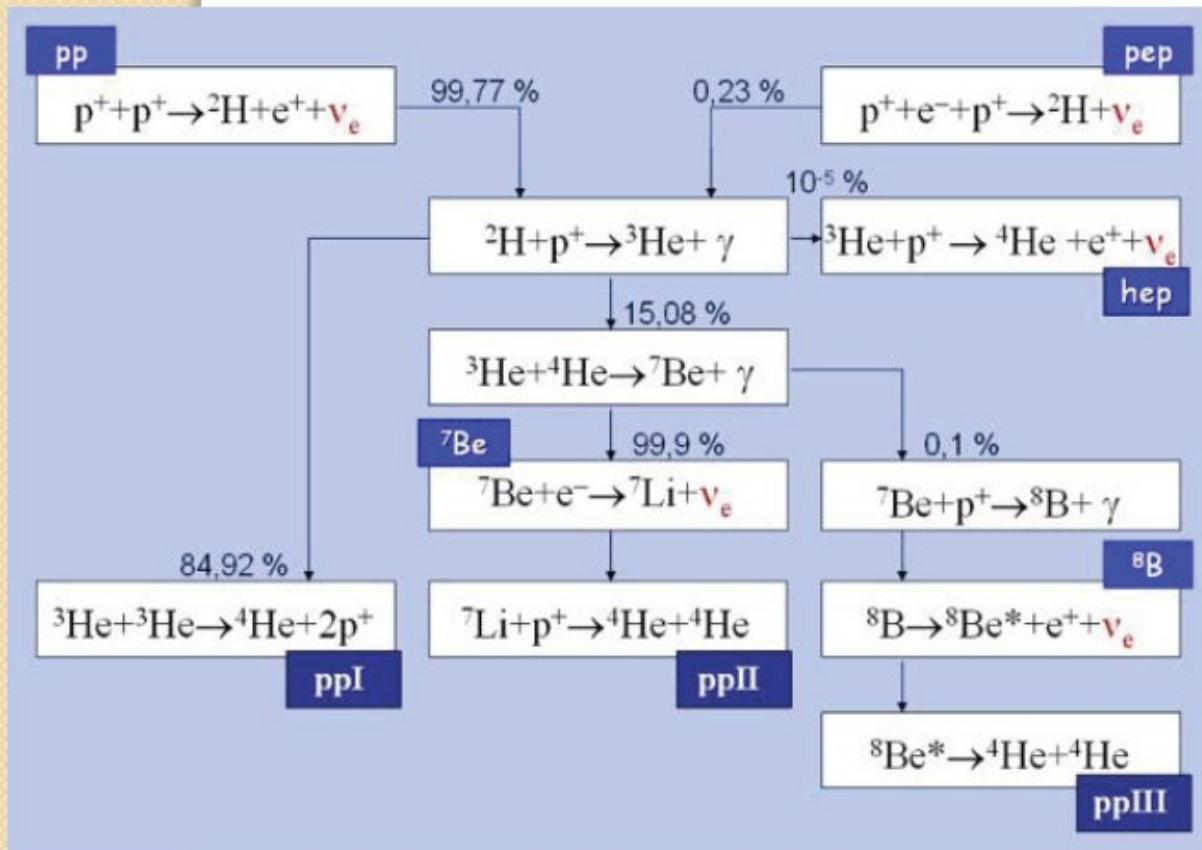 pp
p⁺+p⁺→²H+e⁺+νₑ
99,77 %
0,23 %
pep
p⁺+e⁻+p⁺→²H+νₑ
²H+p⁺→³He+ γ
10⁻⁵ %
³He+p⁺→ ⁴He +e⁺+νₑ
hep
15,08 %
³He+⁴He→⁷Be+ γ
⁷Be
99,9 %
⁷Be+e⁻→⁷Li+νₑ
0,1 %
⁷Be+p⁺→⁸B+ γ
84,92 %
³He+³He→⁴He+2p⁺
ppI
⁷Li+p⁺→⁴He+⁴He
ppII
⁸B
⁸B→⁸Be*+e⁺+νₑ
⁸Be*→⁴He+⁴He
ppIII